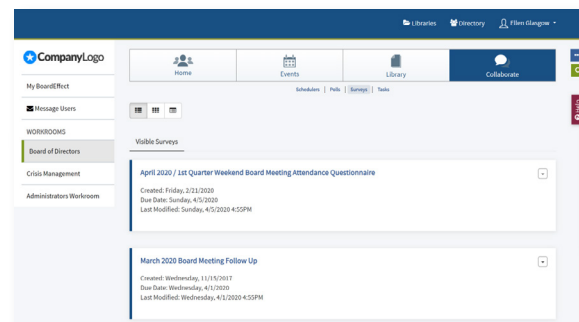 Libraries Directory Ellen Glasgow
CompanyLogo
Home Events Library Collaborate
My BoardEffect
Schedulers | Polls | Surveys | Tasks
Message Users
Help
WORKROOMS
Visible Surveys
Board of Directors
Crisis Management
Administrators Workroom
April 2020 / 1st Quarter Weekend Board Meeting Attendance Questionnaire
Created: Friday, 2/21/2020
Due Date: Sunday, 4/5/2020
Last Modified: Sunday, 4/5/2020 4:55PM
March 2020 Board Meeting Follow Up
Created: Wednesday, 11/15/2017
Due Date: Wednesday, 4/1/2020
Last Modified: Wednesday, 4/1/2020 4:55PM